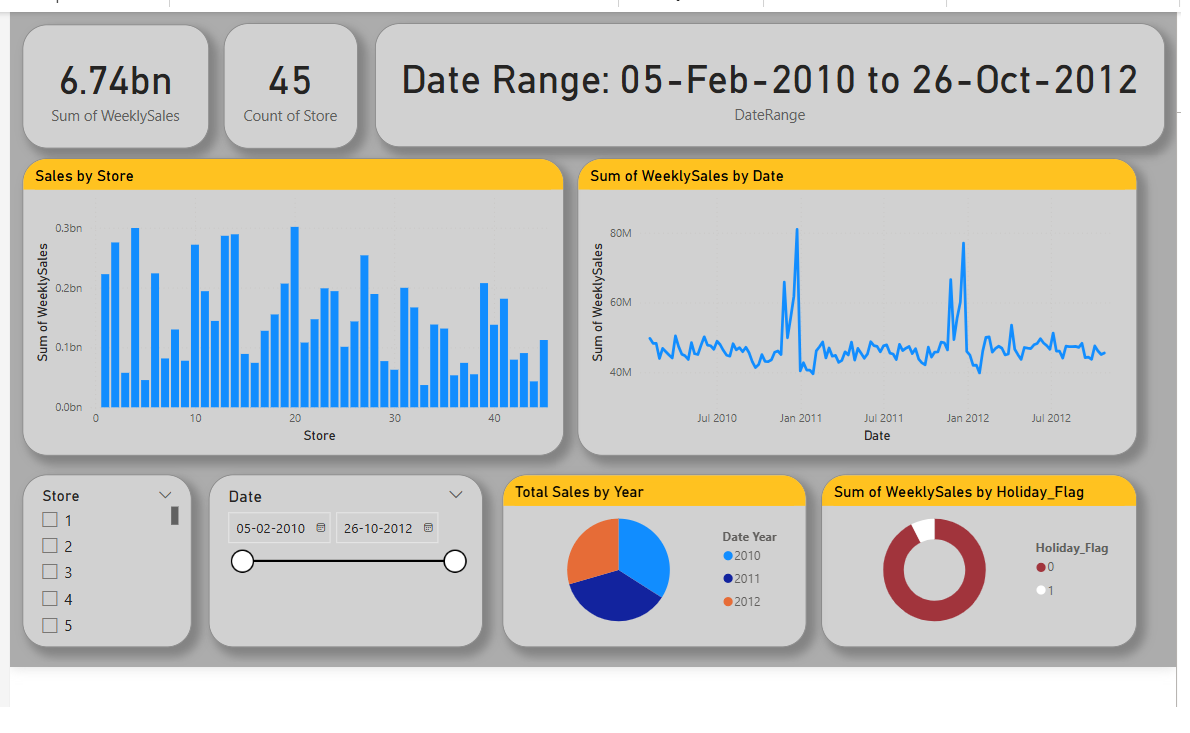 6.74bn
Sum of WeeklySales
45
Count of Store
Date Range: 05-Feb-2010 to 26-Oct-2012
DateRange
Sales by Store
Sum of WeeklySales
0.3bn
0.2bn
0.1bn
0.0bn
0 10 20 30 40
Store
Sum of WeeklySales by Date
Sum of WeeklySales
80M
60M
40M
Jul 2010 Jan 2011 Jul 2011 Jan 2012 Jul 2012
Date
Store
1
2
3
4
5
Date
05-02-2010 26-10-2012
Total Sales by Year
Date Year
2010
2011
2012
Sum of WeeklySales by Holiday_Flag
Holiday_Flag
0
1